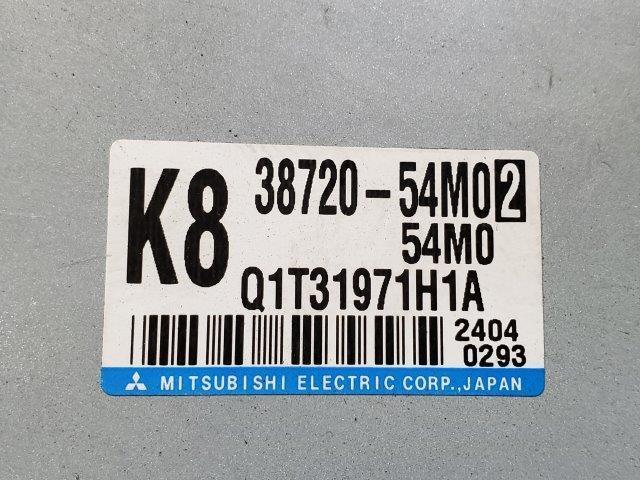 K8
38720-54M02
54M0
Q1T31971H1A
2404
0293
MITSUBISHI ELECTRIC CORP.,JAPAN